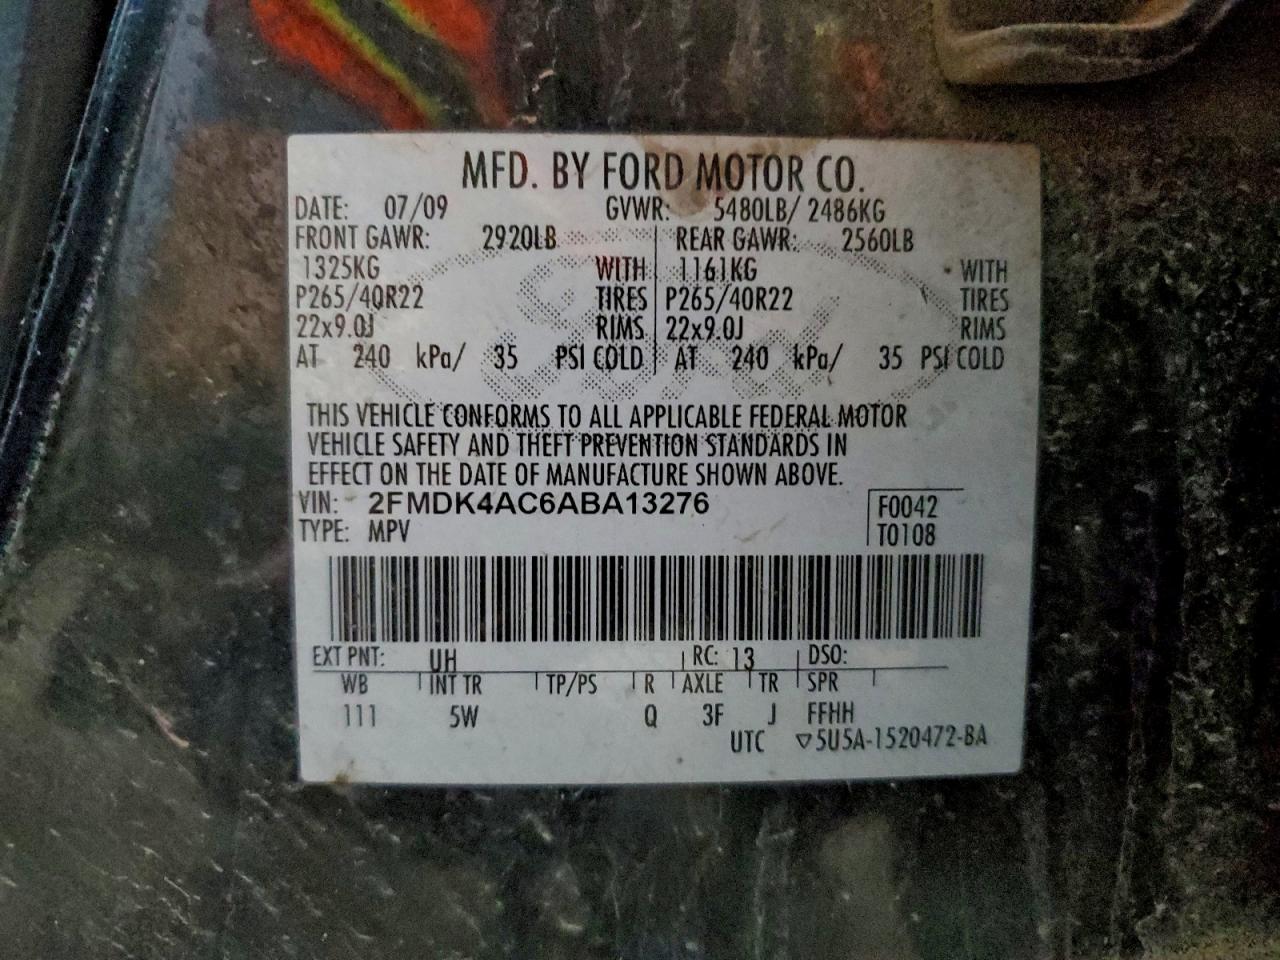 MFD. BY FORD MOTOR CO.
DATE: 07/09 GVWR: 5480LB/ 2486KG
FRONT GAWR: 2920LB REAR GAWR: 2560LB
1325KG WITH 1161KG WITH
P265/40R22 TIRES P265/40R22 TIRES
22x9.0J RIMS 22x9.0J RIMS
AT 240 kPa/ 35 PSI COLD AT 240 kPa/ 35 PSI COLD
THIS VEHICLE CONFORMS TO ALL APPLICABLE FEDERAL MOTOR
VEHICLE SAFETY AND THEFT PREVENTION STANDARDS IN
EFFECT ON THE DATE OF MANUFACTURE SHOWN ABOVE.
VIN: 2FMDK4AC6ABA13276 F0042
TYPE: MPV T0108
EXT PNT: UH RC: 13 DSO:
WB INT TR TP/PS R AXLE TR SPR
111 5W Q 3F J FFHH
UTC ▽5U5A-1520472-BA